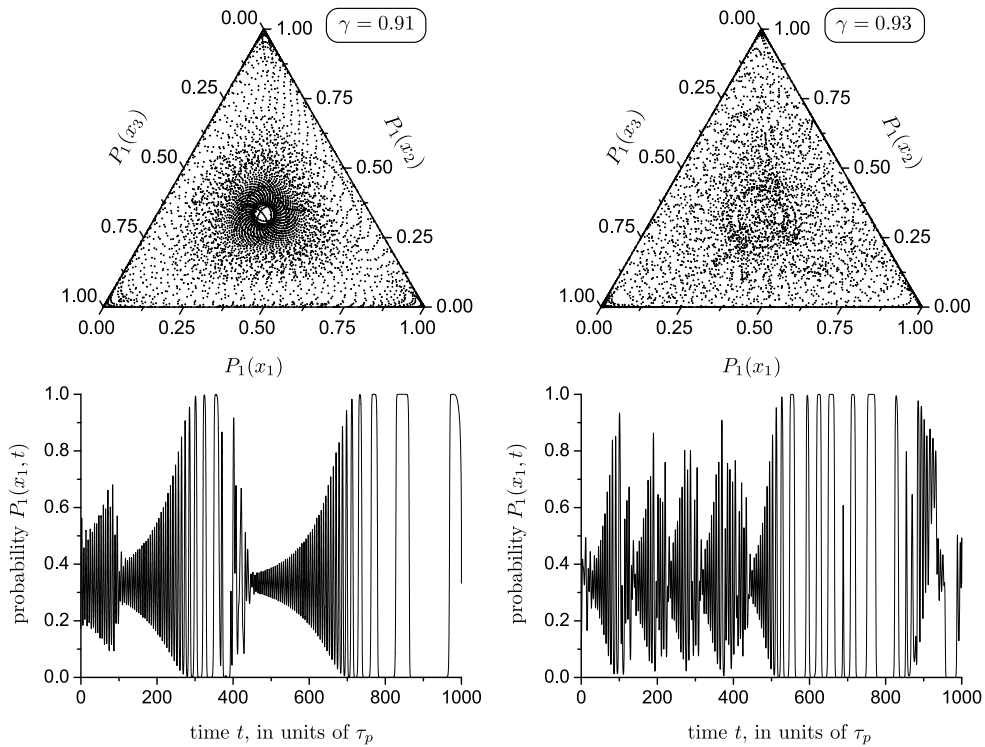 0.00
γ = 0.91
1.00
0.25
0.75
P₁(x₃)
P₁(x₂)
0.50
0.50
0.75
0.25
1.00
0.00
0.00 0.25 0.50 0.75 1.00
P₁(x₁)
0.00
γ = 0.93
1.00
0.25
0.75
P₁(x₃)
P₁(x₂)
0.50
0.50
0.75
0.25
1.00
0.00
0.00 0.25 0.50 0.75 1.00
P₁(x₁)
probability P₁(x₁, t)
1.0
0.8
0.6
0.4
0.2
0.0
0 200 400 600 800 1000
time t, in units of τₚ
probability P₁(x₁, t)
1.0
0.8
0.6
0.4
0.2
0.0
0 200 400 600 800 1000
time t, in units of τₚ